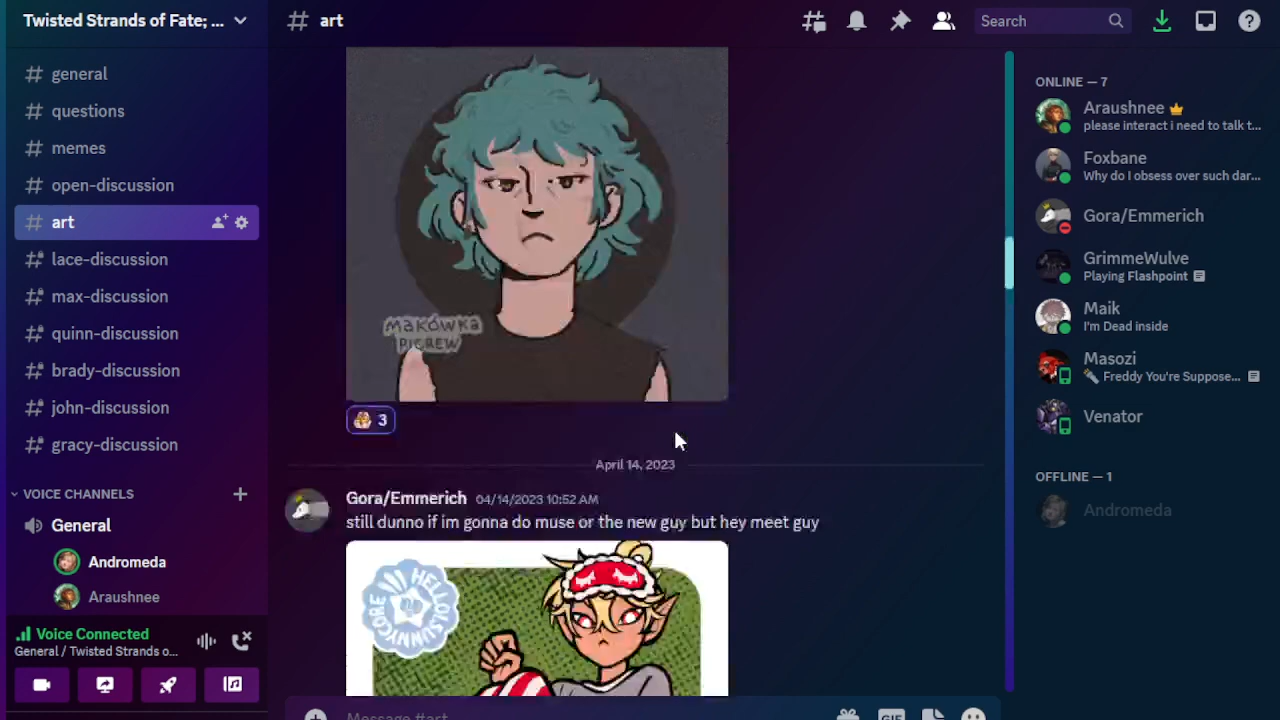 Twisted Strands of Fate; ...
art
Search
general
questions
memes
open-discussion
art
lace-discussion
max-discussion
quinn-discussion
brady-discussion
john-discussion
gracy-discussion
VOICE CHANNELS
General
Andromeda
Araushnee
Voice Connected
General / Twisted Strands o...
MAKÓWKA
PICREW
3
April 14, 2023
Gora/Emmerich 04/14/2023 10:52 AM
still dunno if im gonna do muse or the new guy but hey meet guy
HELLOLSUNNYCORE
Message #art
GIF
ONLINE — 7
Araushnee
please interact i need to talk t...
Foxbane
Why do I obsess over such dar...
Gora/Emmerich
GrimmeWulve
Playing Flashpoint
Maik
I'm Dead inside
Masozi
Freddy You're Suppose...
Venator
OFFLINE — 1
Andromeda